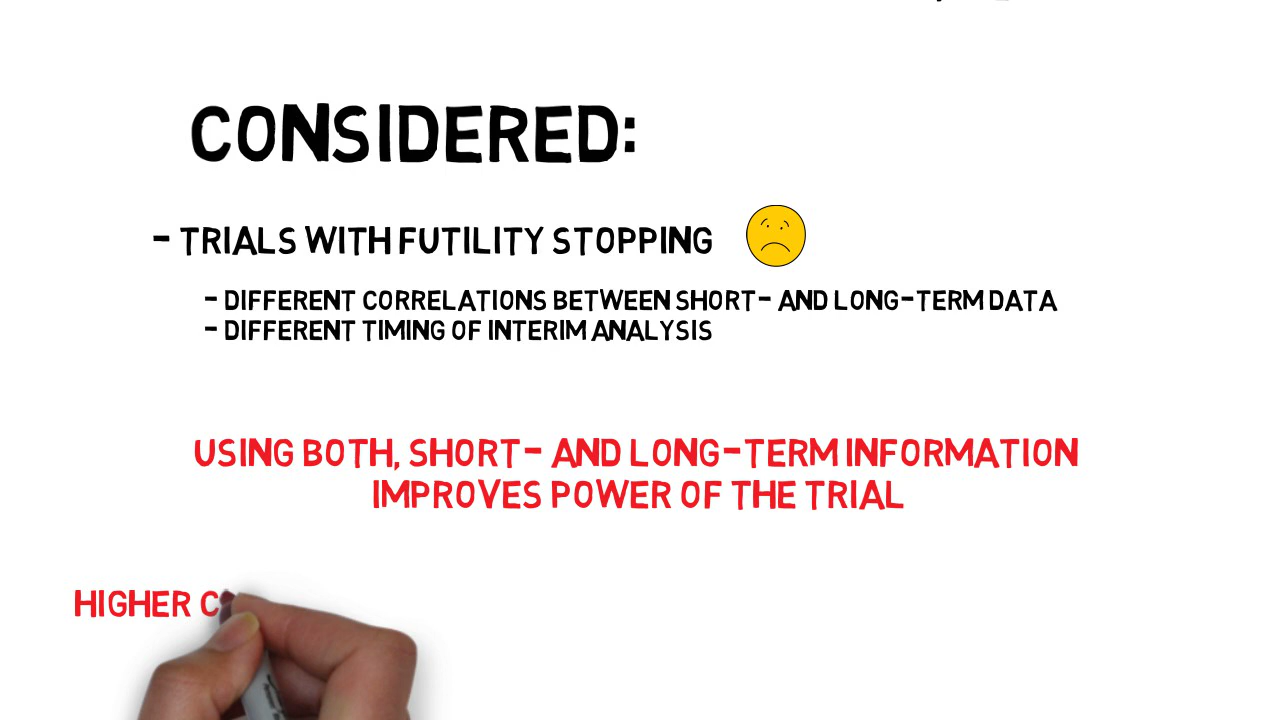 CONSIDERED:
- TRIALS WITH FUTILITY STOPPING
- DIFFERENT CORRELATIONS BETWEEN SHORT- AND LONG-TERM DATA
- DIFFERENT TIMING OF INTERIM ANALYSIS
USING BOTH, SHORT- AND LONG-TERM INFORMATION
IMPROVES POWER OF THE TRIAL
HIGHER C